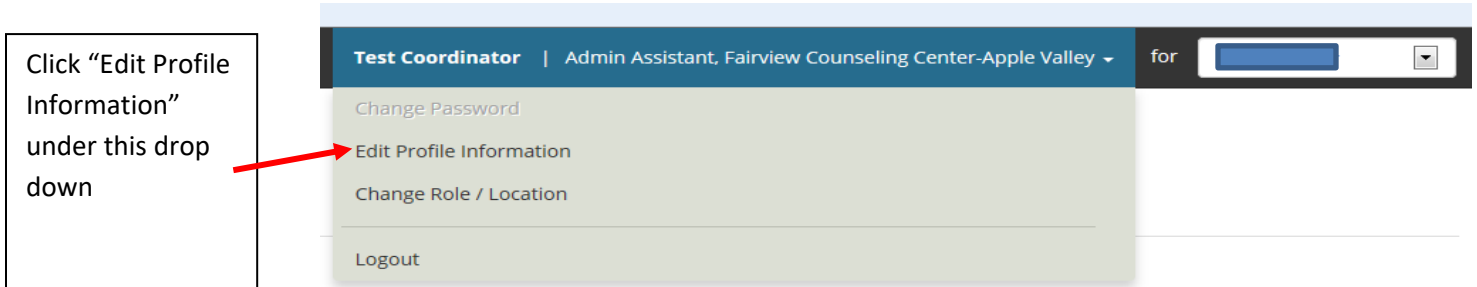 Click “Edit Profile
Information”
under this drop
down
Test Coordinator | Admin Assistant, Fairview Counseling Center-Apple Valley for
Change Password
Edit Profile Information
Change Role / Location
Logout